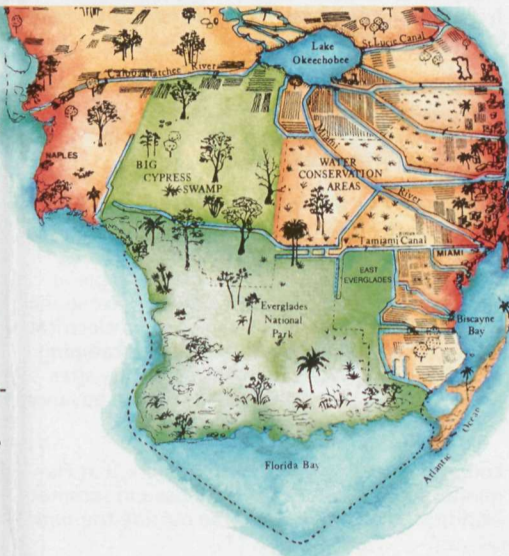 Lake
Okeechobee
St. Lucie Canal
Caloosahatchee River
NAPLES
BIG
CYPRESS
SWAMP
WATER
CONSERVATION
AREAS
Miami
River
Tamiami Canal
MIAMI
EAST
EVERGLADES
Everglades
National
Park
Biscayne
Bay
Florida Bay
Atlantic Ocean